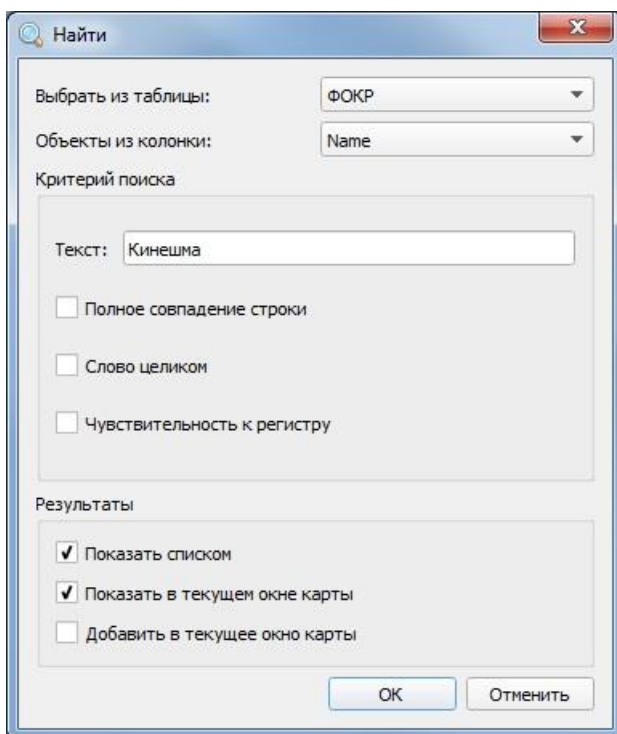 Найти
Выбрать из таблицы: ФОКР
Объекты из колонки: Name
Критерий поиска
Текст: Кинешма
Полное совпадение строки
Слово целиком
Чувствительность к регистру
Результаты
Показать списком
Показать в текущем окне карты
Добавить в текущее окно карты
ОК Отменить